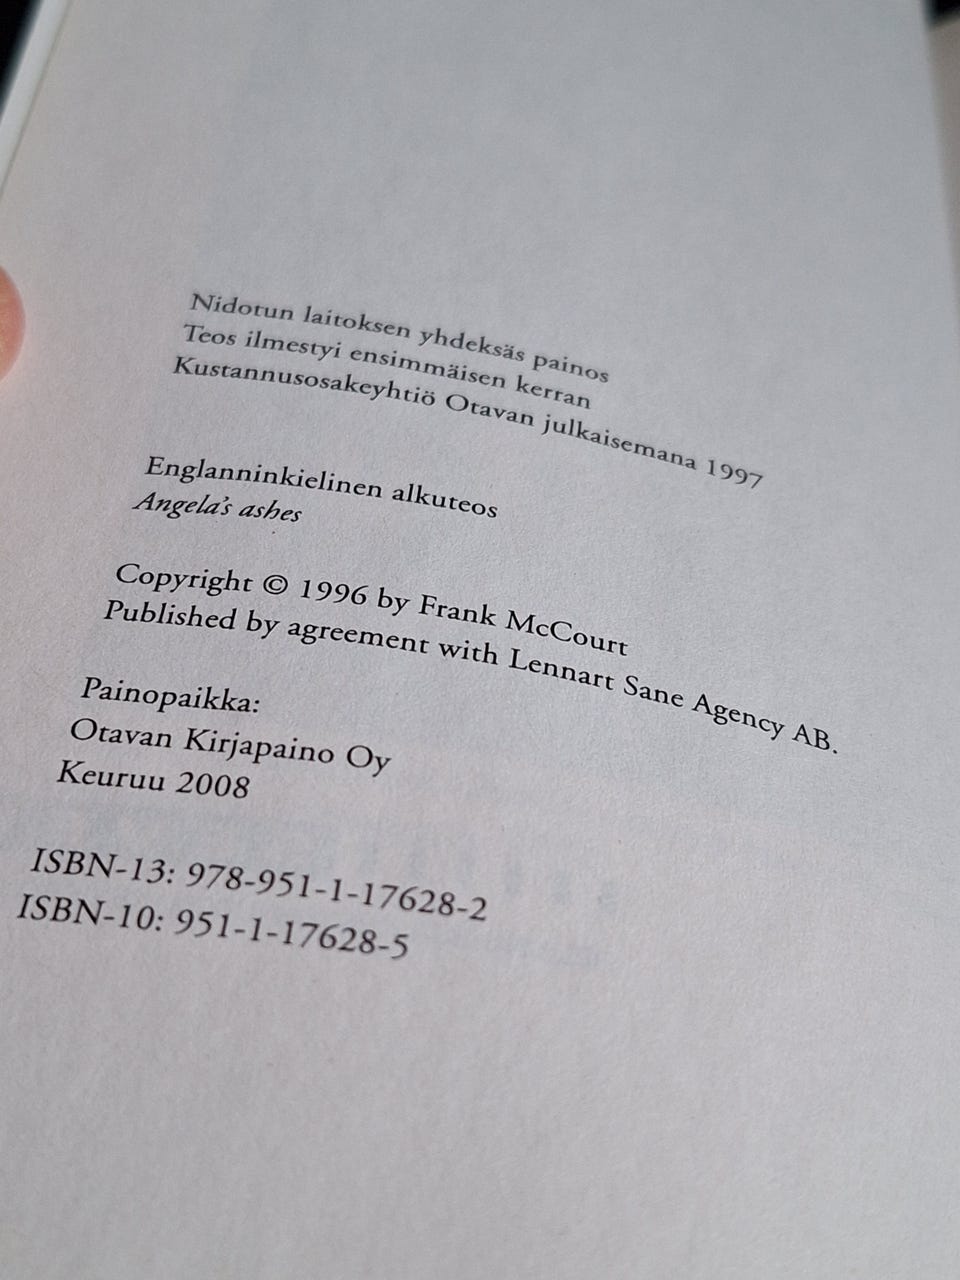 Nidotun laitoksen yhdeksäs painos
Teos ilmestyi ensimmäisen kerran
Kustannusosakeyhtiö Otavan julkaisemana 1997
Englanninkielinen alkuteos
Angela's ashes
Copyright © 1996 by Frank McCourt
Published by agreement with Lennart Sane Agency AB.
Painopaikka:
Otavan Kirjapaino Oy
Keuruu 2008
ISBN-13: 978-951-1-17628-2
ISBN-10: 951-1-17628-5